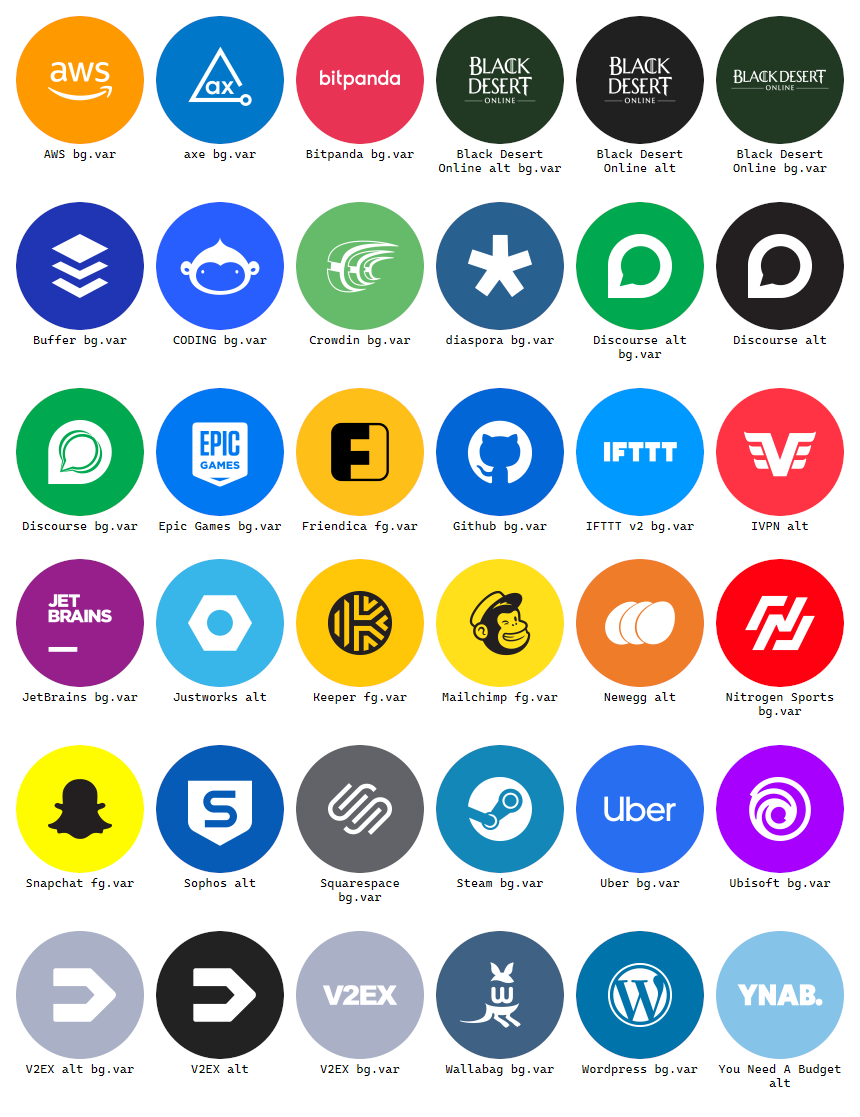 aws
ax
bitpanda
BLACK
DESERT
ONLINE
BLACK
DESERT
ONLINE
BLACK DESERT
ONLINE
AWS bg.var
axe bg.var
Bitpanda bg.var
Black Desert
Online alt bg.var
Black Desert
Online alt
Black Desert
Online bg.var
Buffer bg.var
CODING bg.var
Crowdin bg.var
diaspora bg.var
Discourse alt
bg.var
Discourse alt
EPIC
GAMES
F
IFTTT
V
Discourse bg.var
Epic Games bg.var
Friendica fg.var
Github bg.var
IFTTT v2 bg.var
IVPN alt
JET
BRAINS
K
N
JetBrains bg.var
Justworks alt
Keeper fg.var
Mailchimp fg.var
Newegg alt
Nitrogen Sports
bg.var
S
Uber
Snapchat fg.var
Sophos alt
Squarespace
bg.var
Steam bg.var
Uber bg.var
Ubisoft bg.var
V2EX
W
W
YNAB.
V2EX alt bg.var
V2EX alt
V2EX bg.var
Wallabag bg.var
Wordpress bg.var
You Need A Budget
alt